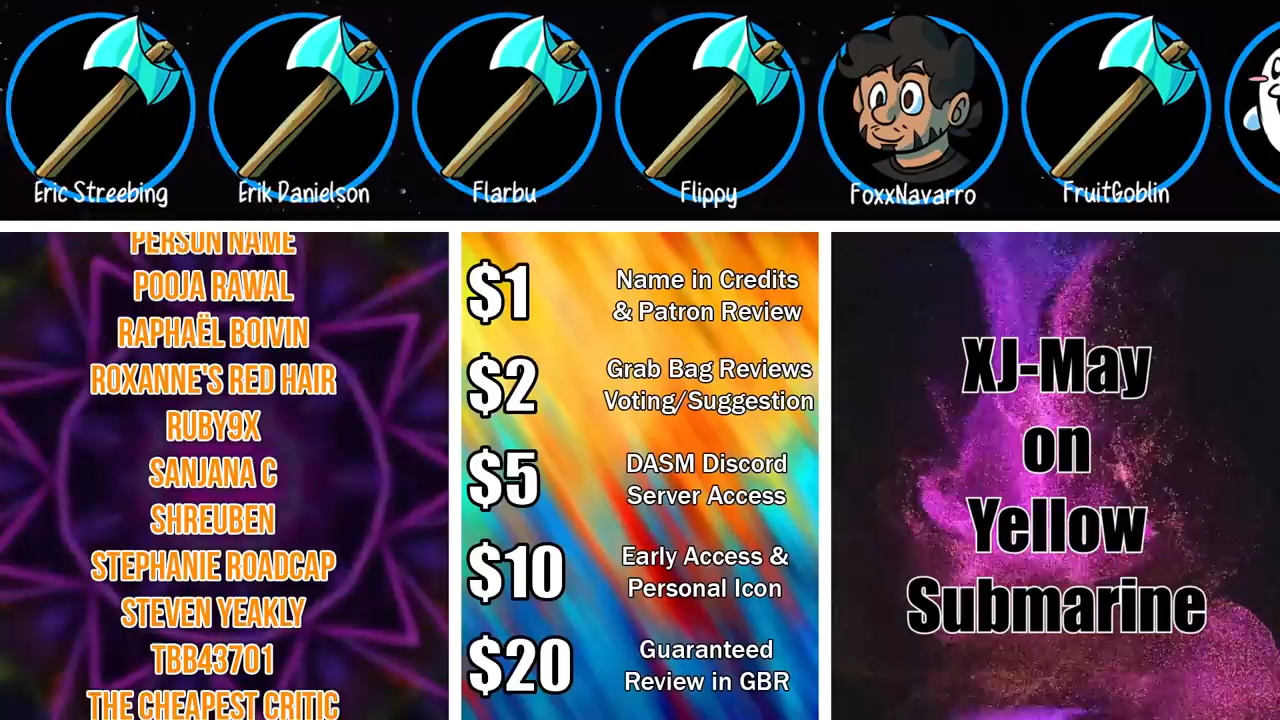 Eric Streebing
Erik Danielson
Flarbu
Flippy
FoxxNavarro
FruitGoblin
PERSON NAME
POOJA RAWAL
RAPHAËL BOIVIN
ROXANNE'S RED HAIR
RUBY9X
SANJANA C
SHREUBEN
STEPHANIE ROADCAP
STEVEN YEAKLY
TBB43701
THE CHEAPEST CRITIC
$1
Name in Credits
& Patron Review
$2
Grab Bag Reviews
Voting/Suggestion
$5
DASM Discord
Server Access
$10
Early Access &
Personal Icon
$20
Guaranteed
Review in GBR
XJ-May
on
Yellow
Submarine